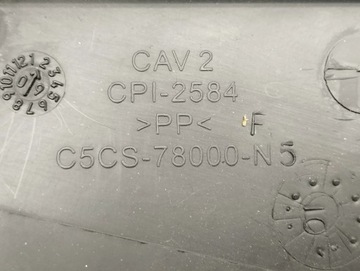 CAV 2
CPI-2584
>PP< F
C5CS-78000-N5